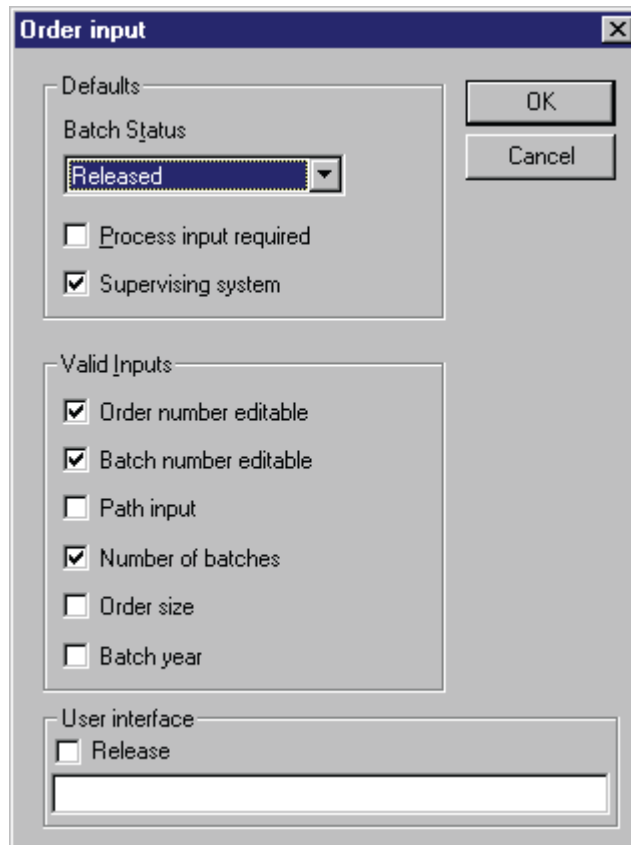 Order input
Defaults
OK
Batch Status
Cancel
Released
Process input required
Supervising system
Valid Inputs
Order number editable
Batch number editable
Path input
Number of batches
Order size
Batch year
User interface
Release